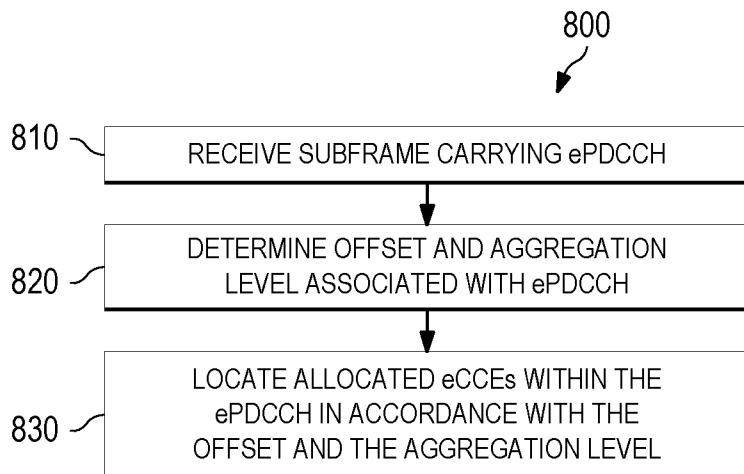 800
810
RECEIVE SUBFRAME CARRYING ePDCCH
820
DETERMINE OFFSET AND AGGREGATION
LEVEL ASSOCIATED WITH ePDCCH
830
LOCATE ALLOCATED eCCEs WITHIN THE
ePDCCH IN ACCORDANCE WITH THE
OFFSET AND THE AGGREGATION LEVEL